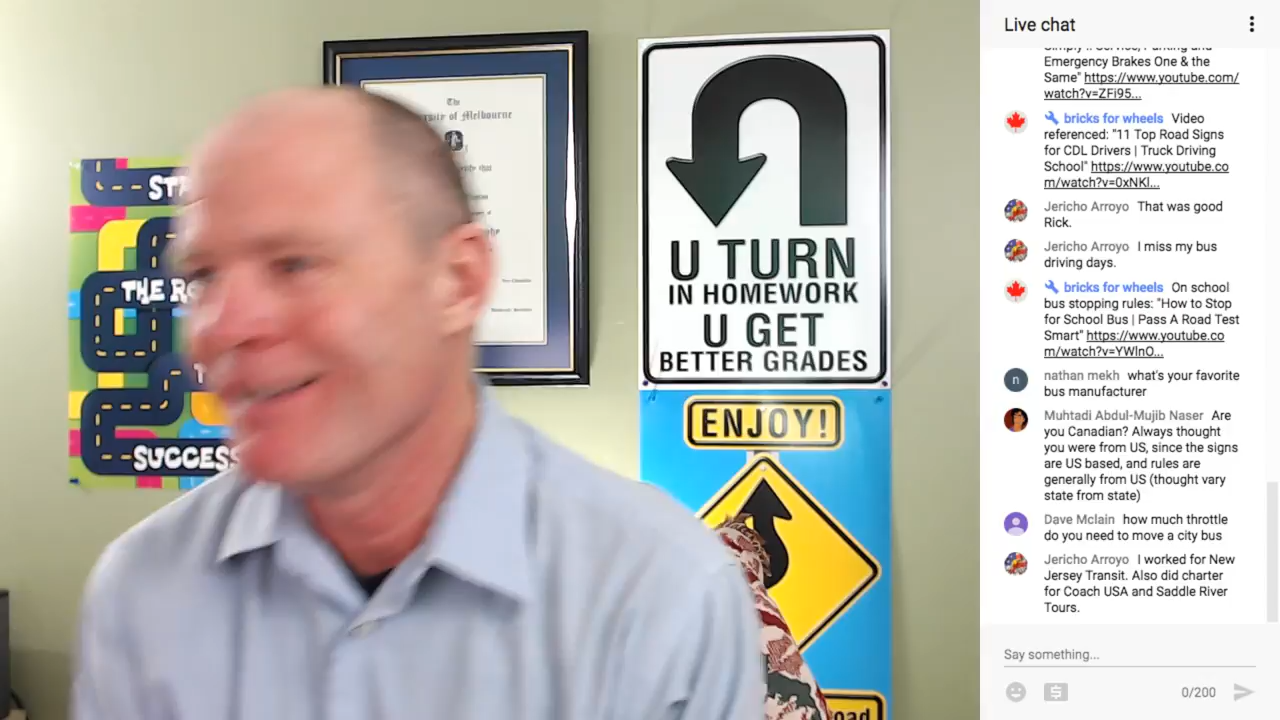 STR
THE RO
SUCCESS
The
University of Melbourne
U TURN
IN HOMEWORK
U GET
BETTER GRADES
ENJOY!
oad
Live chat
Emergency Brakes One & the
Same" https://www.youtube.com/
watch?v=ZFi95...
bricks for wheels Video
referenced: "11 Top Road Signs
for CDL Drivers | Truck Driving
School" https://www.youtube.co
m/watch?v=0xNKl...
Jericho Arroyo That was good
Rick.
Jericho Arroyo I miss my bus
driving days.
bricks for wheels On school
bus stopping rules: "How to Stop
for School Bus | Pass A Road Test
Smart" https://www.youtube.co
m/watch?v=YWlnO...
n
nathan mekh what's your favorite
bus manufacturer
Muhtadi Abdul-Mujib Naser Are
you Canadian? Always thought
you were from US, since the signs
are US based, and rules are
generally from US (thought vary
state from state)
Dave Mclain how much throttle
do you need to move a city bus
Jericho Arroyo I worked for New
Jersey Transit. Also did charter
for Coach USA and Saddle River
Tours.
Say something...
0/200